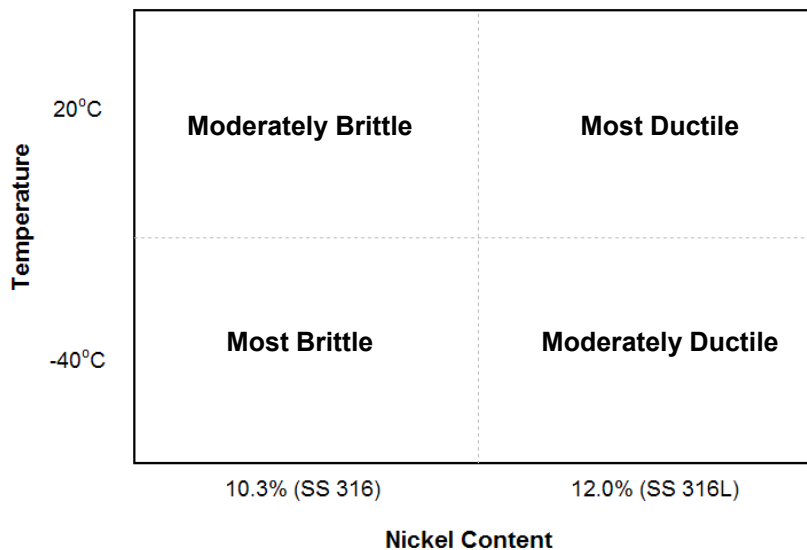 20°C
Moderately Brittle
Most Ductile
Temperature
-40°C
Most Brittle
Moderately Ductile
10.3% (SS 316)
12.0% (SS 316L)
Nickel Content